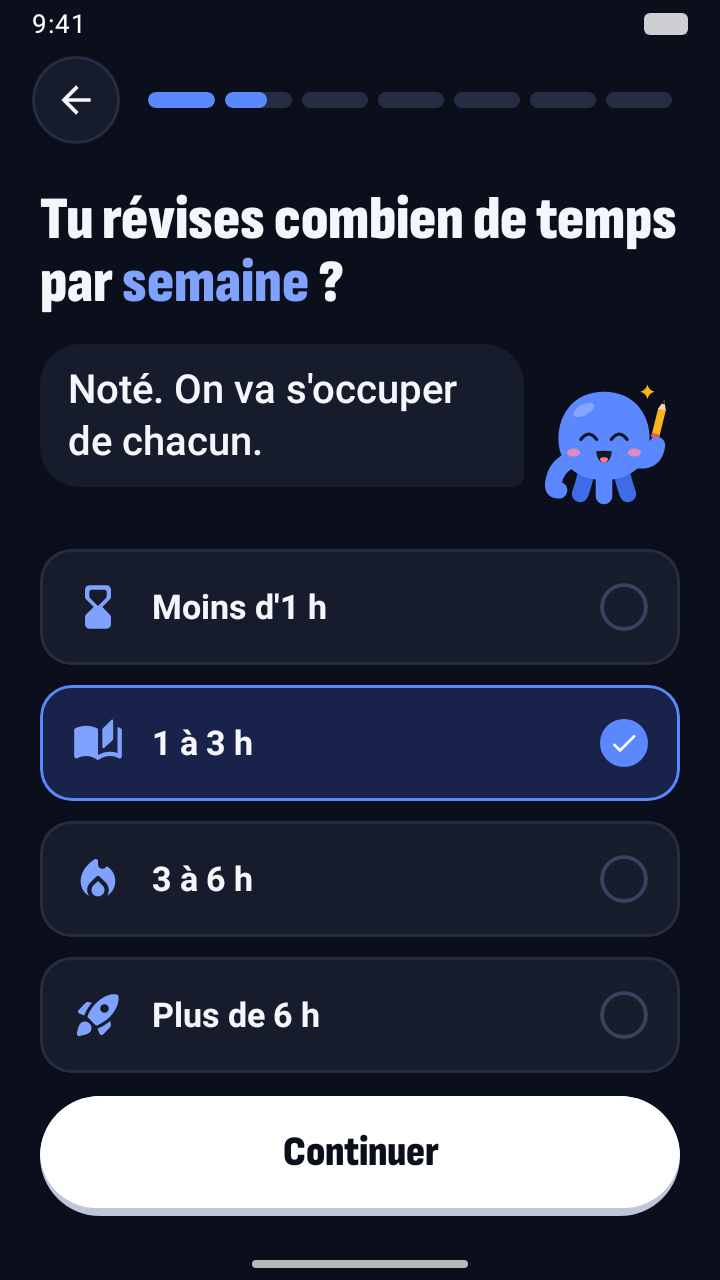 9:41
Tu révises combien de temps
par semaine ?
Noté. On va s'occuper
de chacun.
Moins d'1 h
1 à 3 h
3 à 6 h
Plus de 6 h
Continuer